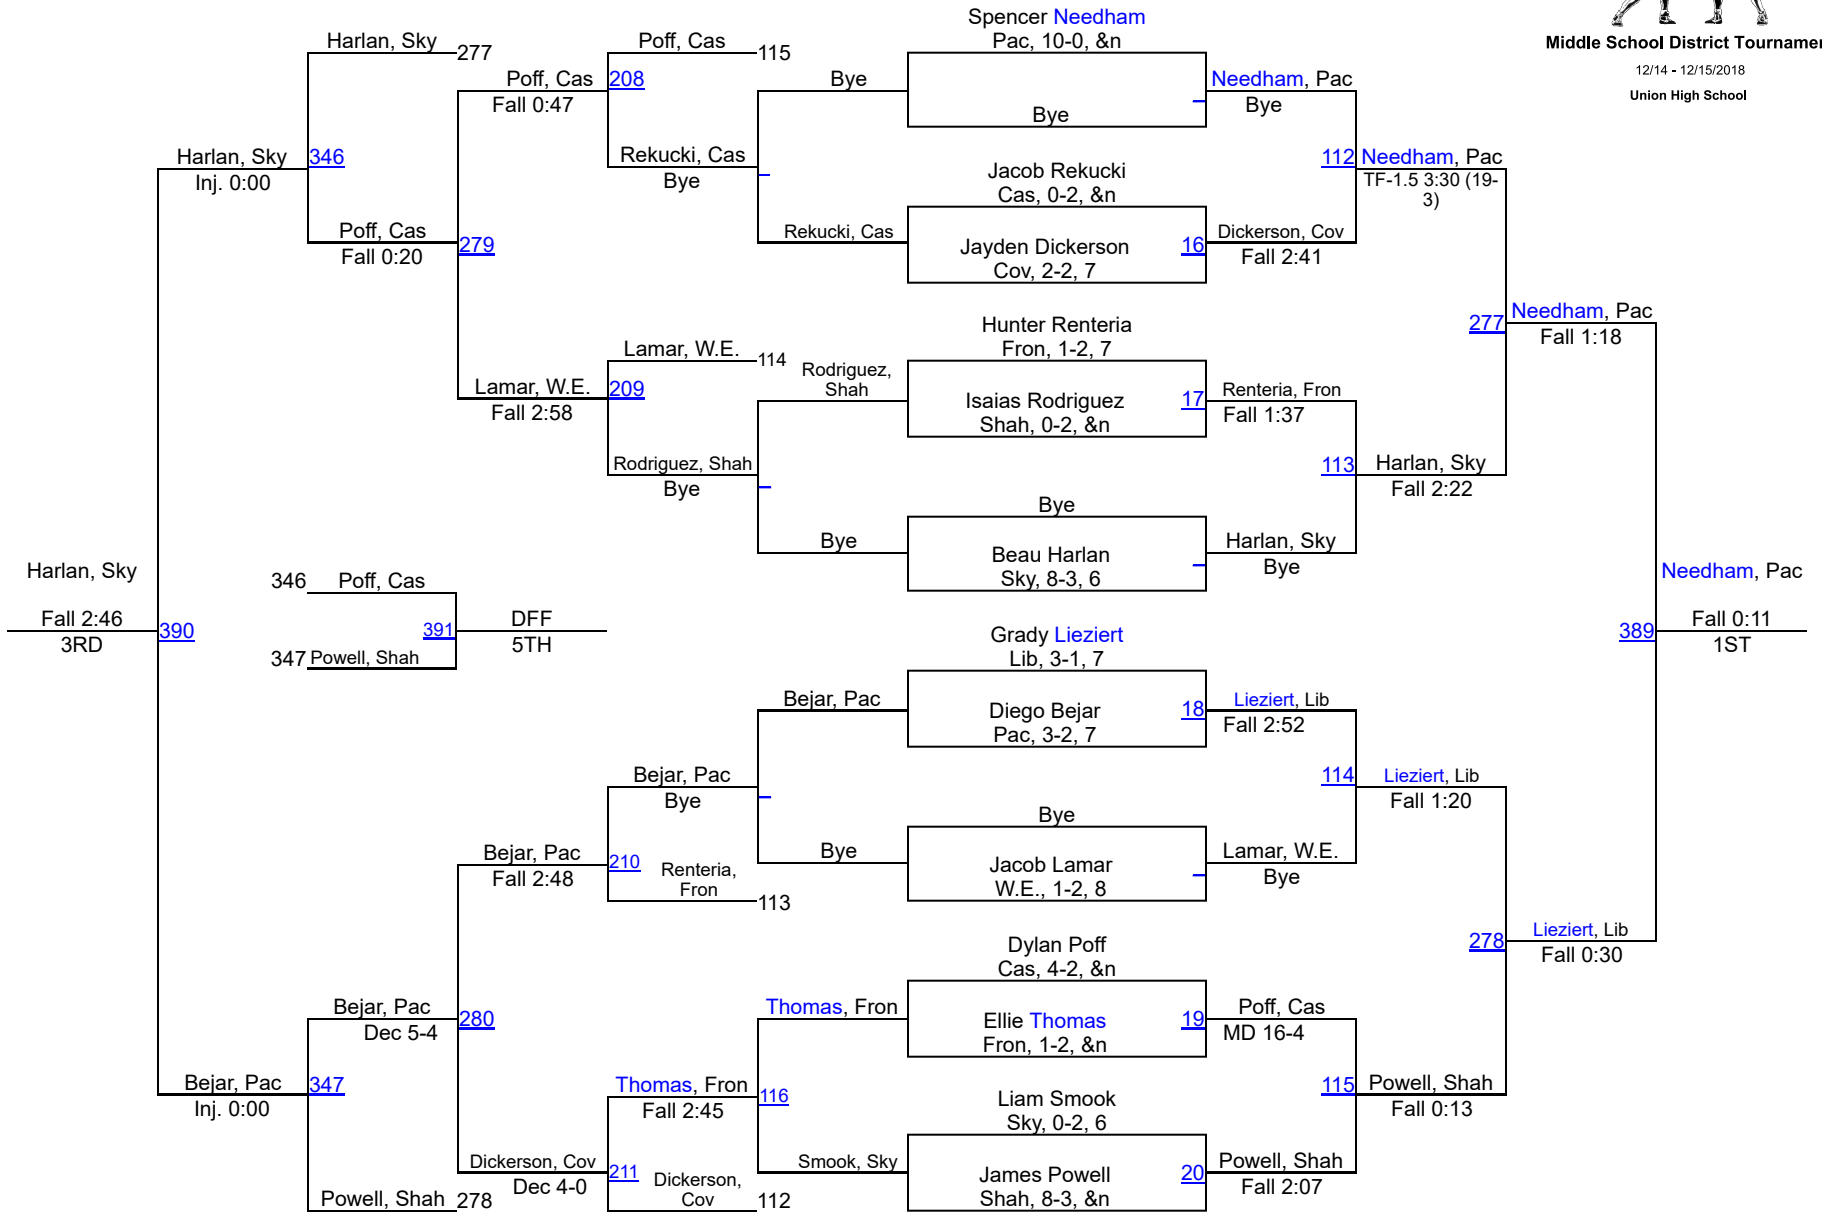 Middle School District Tournamen
12/14 - 12/15/2018
Union High School
Harlan, Sky
277
346
Poff, Cas
Fall 0:20
Harlan, Sky
Inj. 0:00
Poff, Cas
Fall 0:47
279
Lamar, W.E.
Fall 2:58
Poff, Cas
115
208
Rekucki, Cas
Bye
Lamar, W.E.
114
209
Rodriguez, Shah
Bye
Bye
Rekucki, Cas
Rodriguez,
Shah
Bye
Spencer Needham
Pac, 10-0, &n
Bye
Jacob Rekucki
Cas, 0-2, &n
Jayden Dickerson
Cov, 2-2, 7
16
Hunter Renteria
Fron, 1-2, 7
Isaias Rodriguez
Shah, 0-2, &n
17
Bye
Beau Harlan
Sky, 8-3, 6
Needham, Pac
Bye
112
Dickerson, Cov
Fall 2:41
Renteria, Fron
Fall 1:37
113
Harlan, Sky
Bye
Needham, Pac
TF-1.5 3:30 (19-
3)
277
Harlan, Sky
Fall 2:22
Needham, Pac
Fall 1:18
Harlan, Sky
Fall 2:46
3RD
390
346
Poff, Cas
391
347
Powell, Shah
DFF
5TH
389
Needham, Pac
Fall 0:11
1ST
Grady Lieziert
Lib, 3-1, 7
Diego Bejar
Pac, 3-2, 7
18
Bye
Jacob Lamar
W.E., 1-2, 8
Dylan Poff
Cas, 4-2, &n
Ellie Thomas
Fron, 1-2, &n
19
Liam Smook
Sky, 0-2, 6
James Powell
Shah, 8-3, &n
20
Bejar, Pac
Bye
Thomas, Fron
116
Smook, Sky
Bejar, Pac
Bye
210
Renteria,
Fron
113
Thomas, Fron
Fall 2:45
211
Dickerson,
Cov
112
Bejar, Pac
Fall 2:48
280
Dickerson, Cov
Dec 4-0
Bejar, Pac
Dec 5-4
347
Powell, Shah
278
Bejar, Pac
Inj. 0:00
Lieziert, Lib
Fall 2:52
114
Lamar, W.E.
Bye
Poff, Cas
MD 16-4
115
Powell, Shah
Fall 2:07
Lieziert, Lib
Fall 1:20
278
Powell, Shah
Fall 0:13
Lieziert, Lib
Fall 0:30